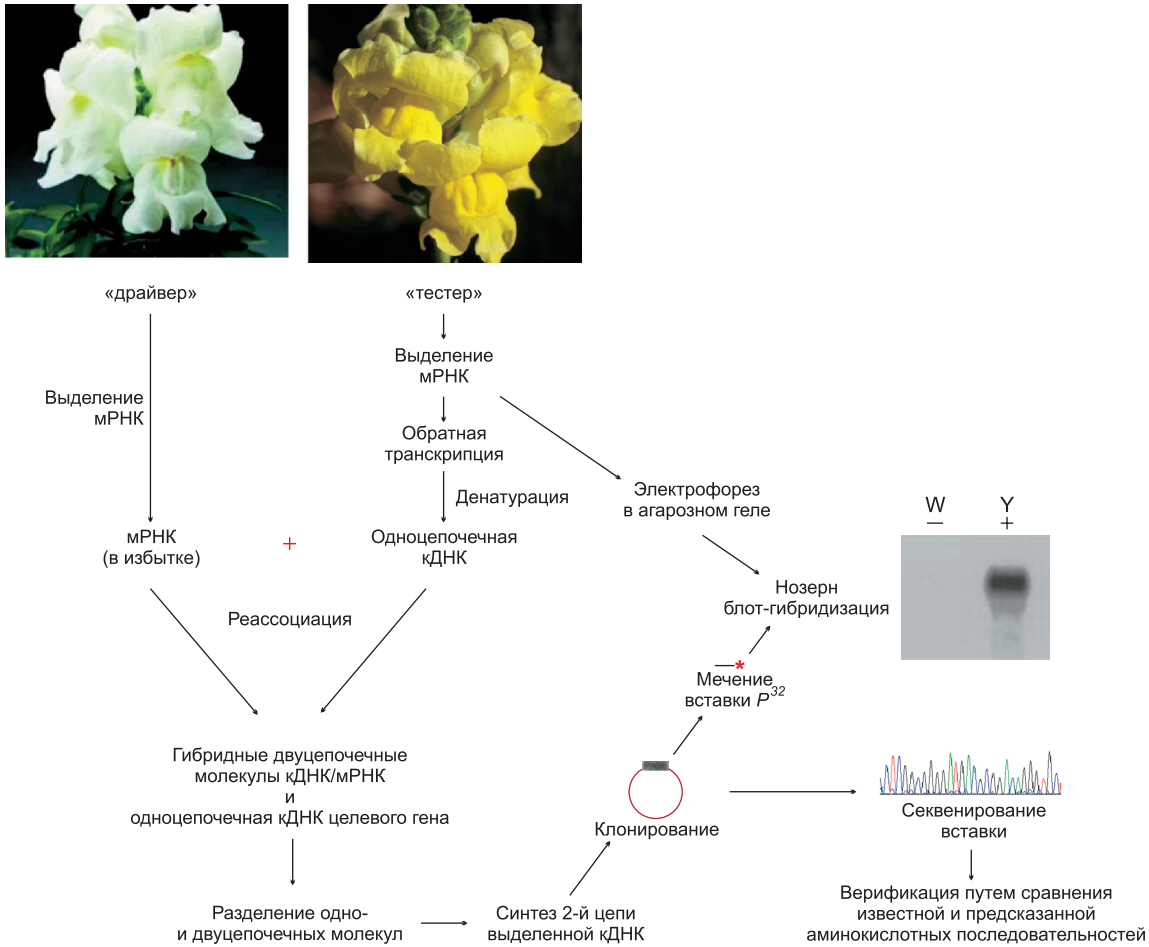 «драйвер»
«тестер»
Выделение
мРНК
Выделение
мРНК
Обратная
транскрипция
Денатурация
мРНК
(в избытке)
+
Одноцепочечная
кДНК
Реассоциация
Электрофорез
в агарозном геле
W
–
Y
+
Нозерн
блот-гибридизация
*
Мечение
вставки P³²
Гибридные двуцепочечные
молекулы кДНК/мРНК
и
одноцепочечная кДНК целевого гена
Клонирование
Секвенирование
вставки
Разделение одно-
и двуцепочечных молекул
Синтез 2-й цепи
выделенной кДНК
Верификация путем сравнения
известной и предсказанной
аминокислотных последовательностей